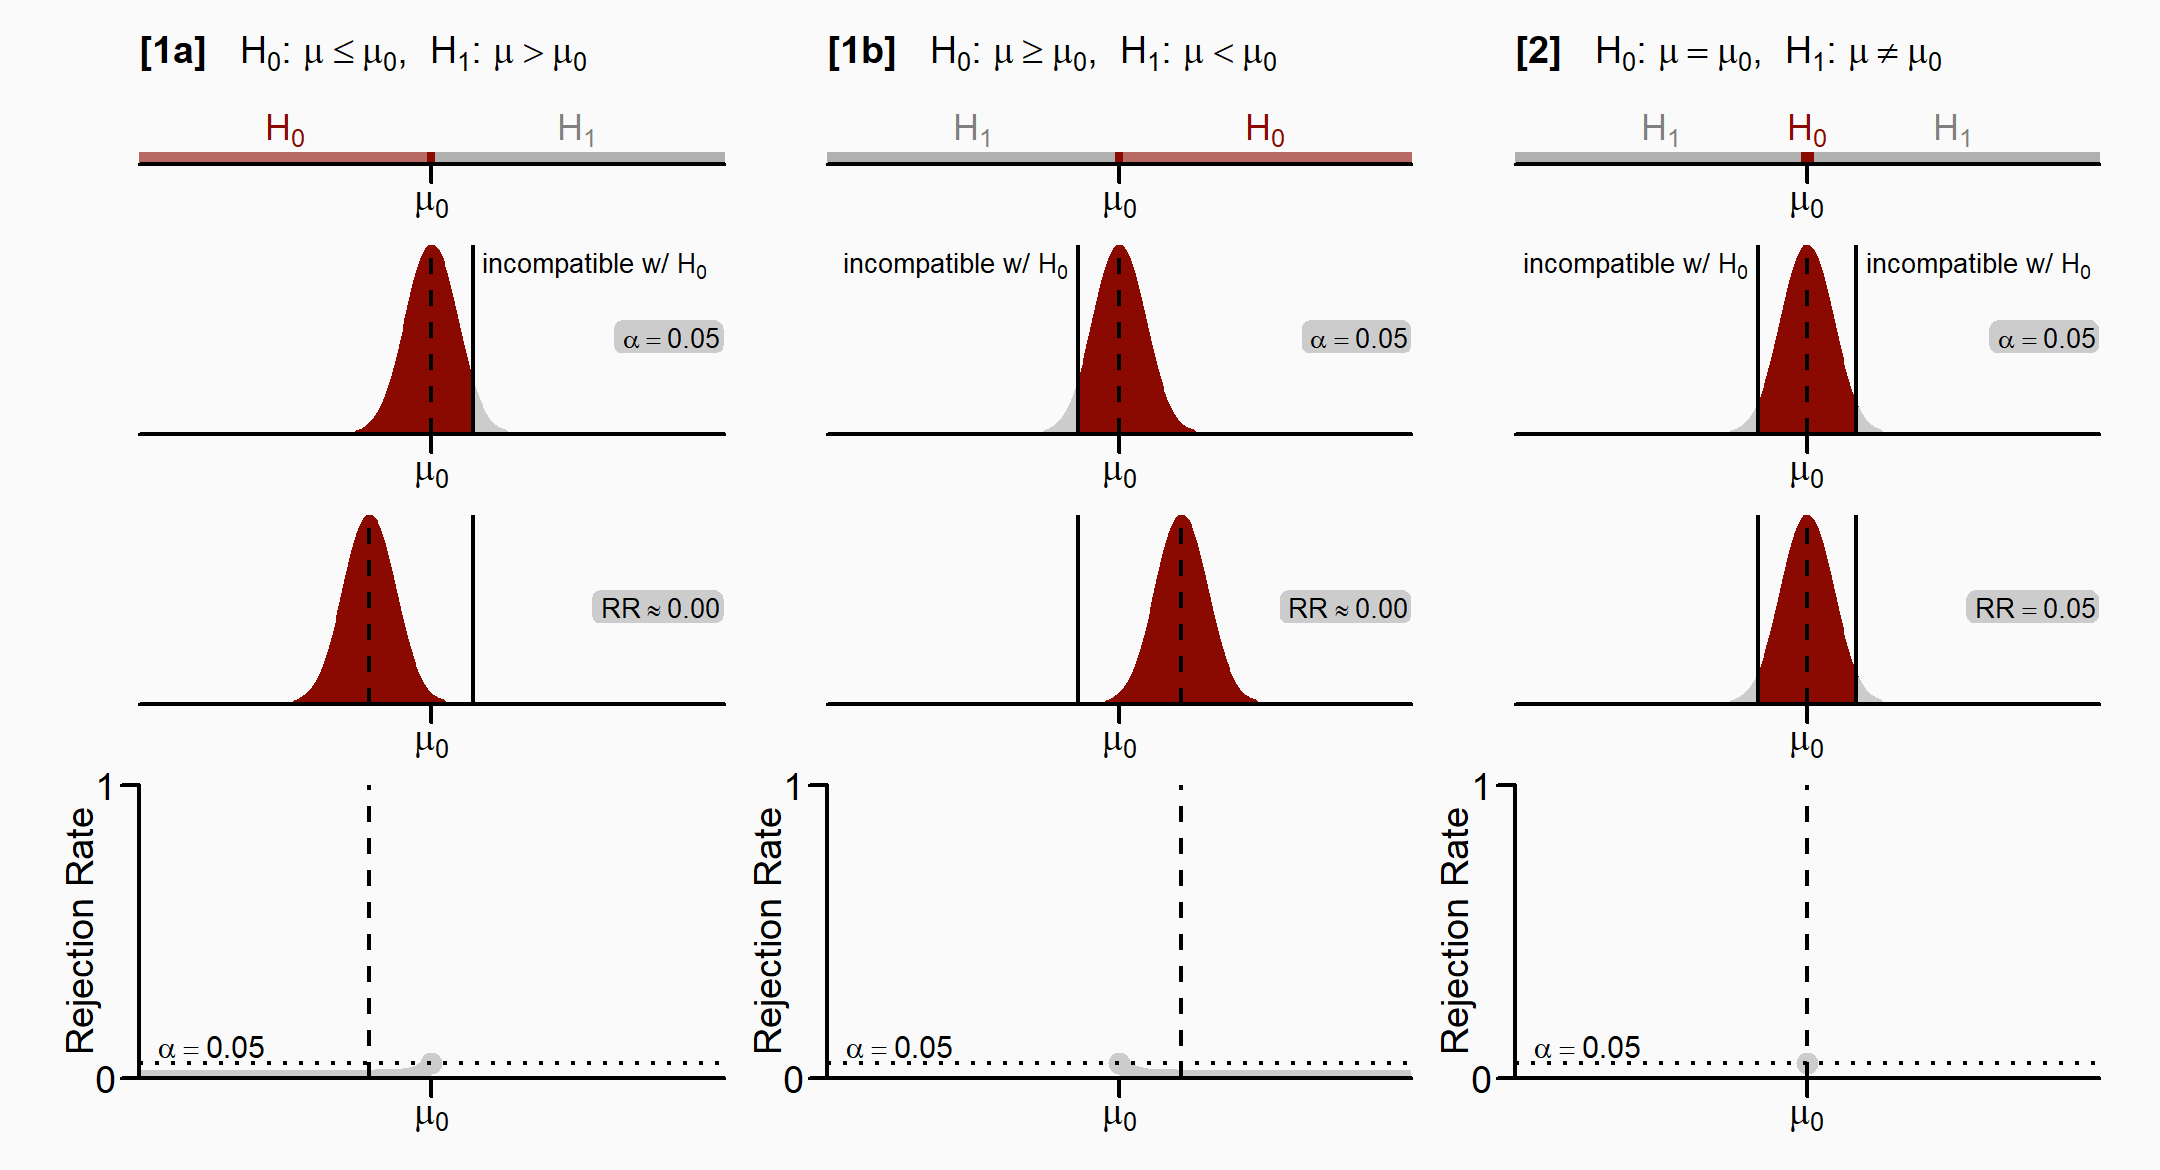 [1a] H₀: μ ≤ μ₀, H₁: μ > μ₀
H₀ H₁
μ₀
incompatible w/ H₀
α = 0.05
μ₀
RR ≈ 0.00
μ₀
1
Rejection Rate
α = 0.05
0
μ₀
[1b] H₀: μ ≥ μ₀, H₁: μ < μ₀
H₁ H₀
μ₀
incompatible w/ H₀
α = 0.05
μ₀
RR ≈ 0.00
μ₀
1
Rejection Rate
α = 0.05
0
μ₀
[2] H₀: μ = μ₀, H₁: μ ≠ μ₀
H₁ H₀ H₁
μ₀
incompatible w/ H₀ incompatible w/ H₀
α = 0.05
μ₀
RR = 0.05
μ₀
1
Rejection Rate
α = 0.05
0
μ₀